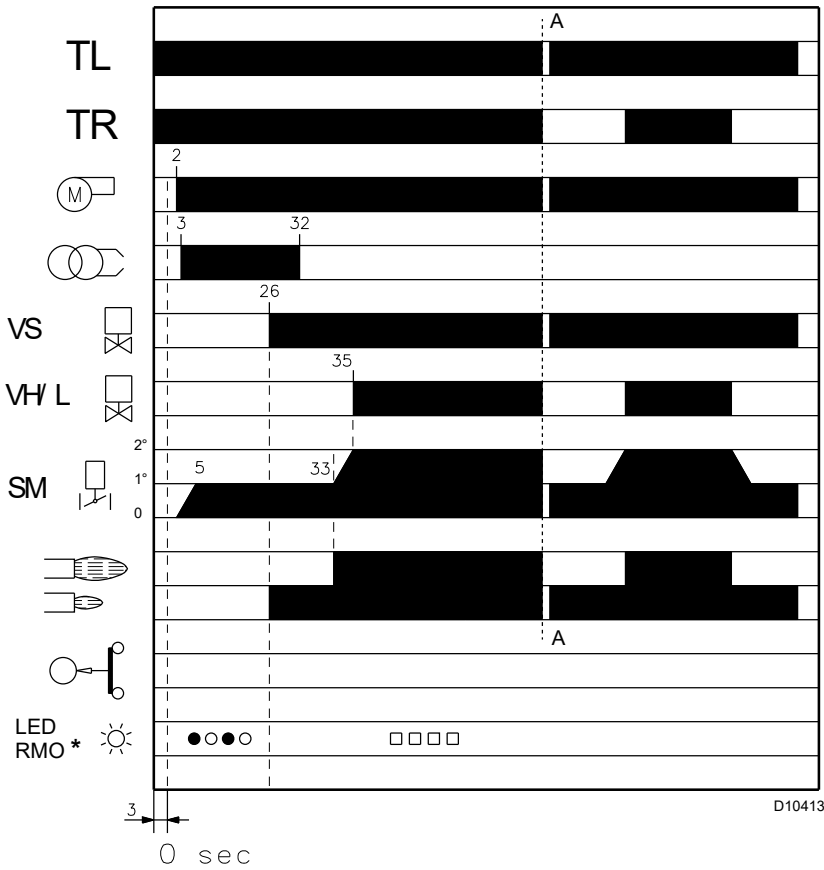 A
TL
TR
2
M
3 32
26
VS
35
VH/ L
2°
5 33 1°
SM
0
A
LED
RMO *
D10413
3
0 sec